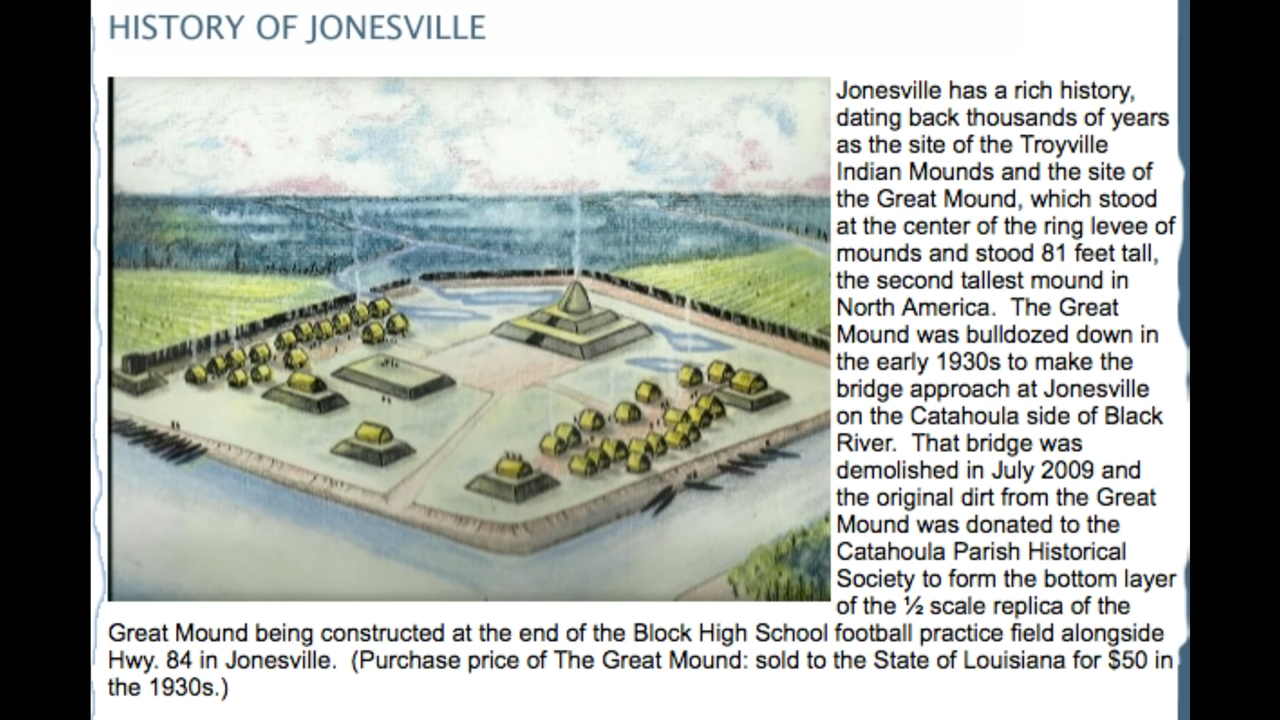 HISTORY OF JONESVILLE
Jonesville has a rich history,
dating back thousands of years
as the site of the Troyville
Indian Mounds and the site of
the Great Mound, which stood
at the center of the ring levee of
mounds and stood 81 feet tall,
the second tallest mound in
North America.  The Great
Mound was bulldozed down in
the early 1930s to make the
bridge approach at Jonesville
on the Catahoula side of Black
River.  That bridge was
demolished in July 2009 and
the original dirt from the Great
Mound was donated to the
Catahoula Parish Historical
Society to form the bottom layer
of the ½ scale replica of the
Great Mound being constructed at the end of the Block High School football practice field alongside
Hwy. 84 in Jonesville.  (Purchase price of The Great Mound: sold to the State of Louisiana for $50 in
the 1930s.)